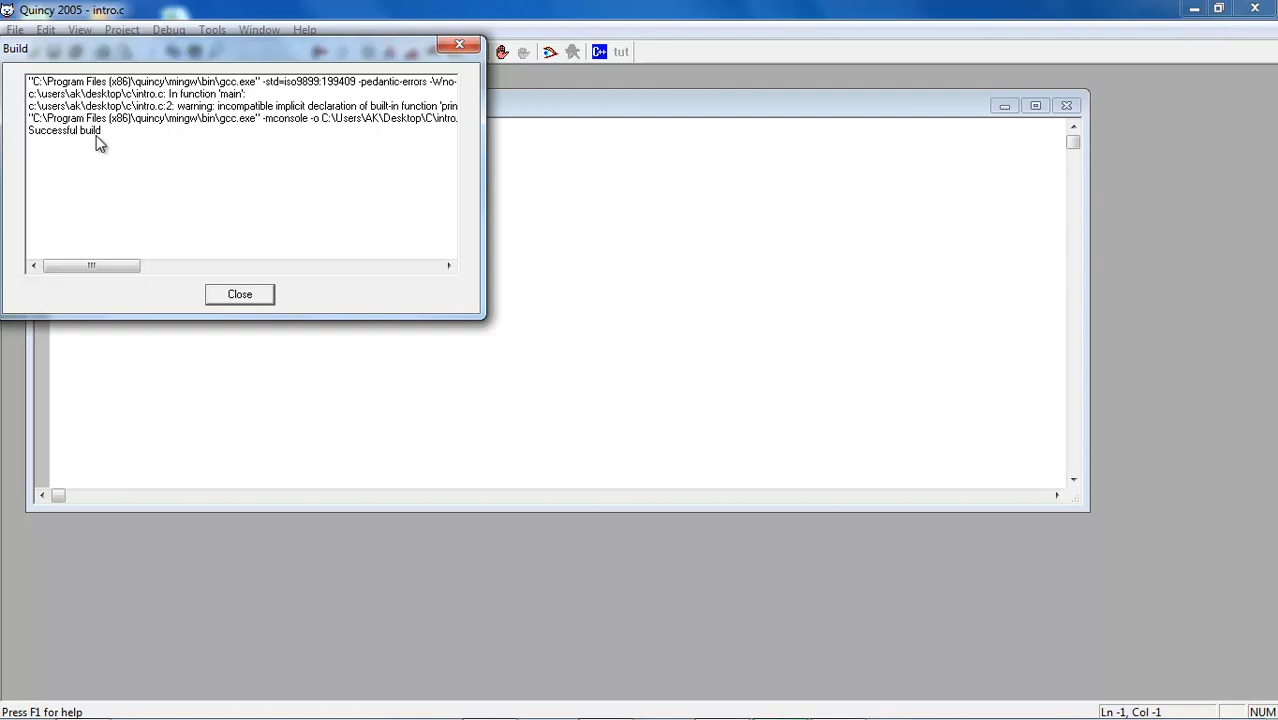 Quincy 2005 - intro.c
File Edit View Project Debug Tools Window Help
C++ tut
Build
"C:\Program Files (x86)\quincy\mingw\bin\gcc.exe" -std=iso9899:199409 -pedantic-errors -Wno-
c:\users\ak\desktop\c\intro.c: In function 'main':
c:\users\ak\desktop\c\intro.c:2: warning: incompatible implicit declaration of built-in function 'prin
"C:\Program Files (x86)\quincy\mingw\bin\gcc.exe" -mconsole -o C:\Users\AK\Desktop\C\intro.
Successful build
Close
Press F1 for help
Ln -1, Col -1
NUM